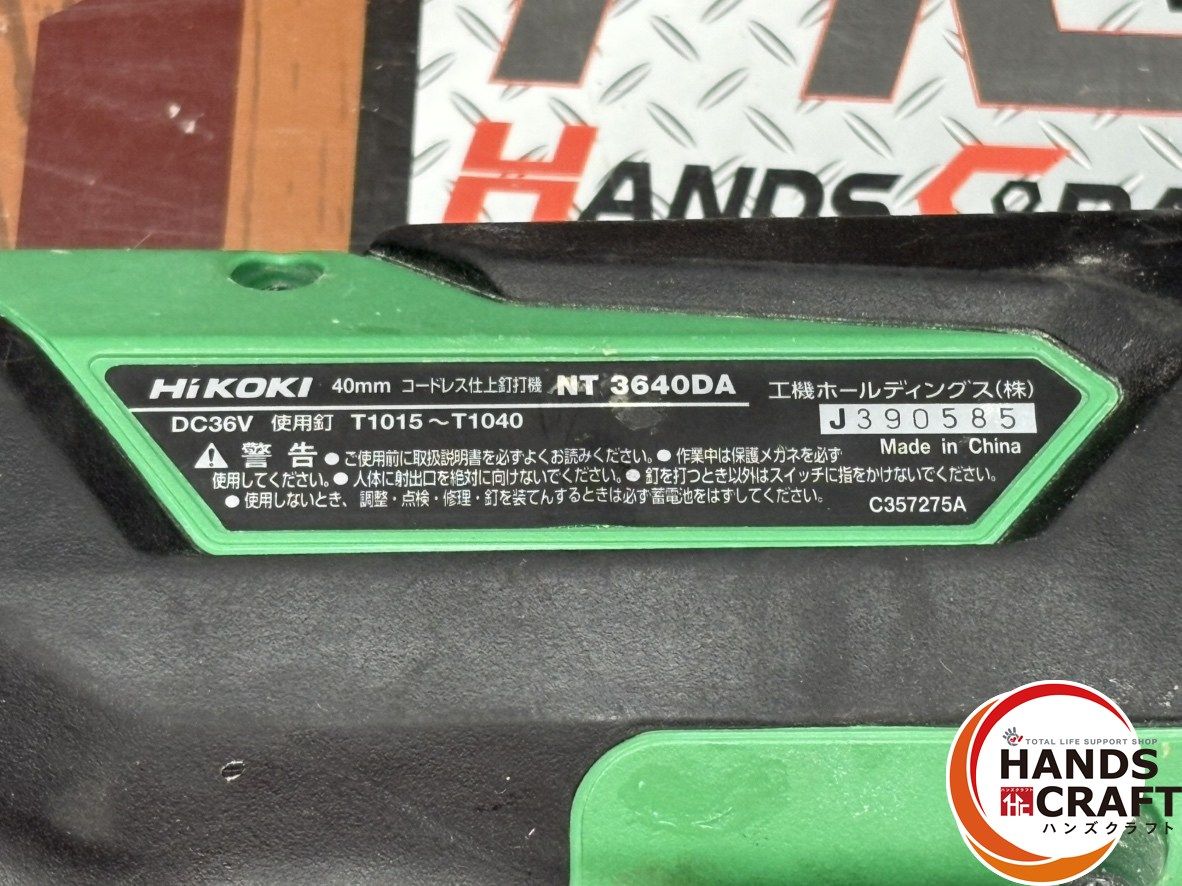 HANDS CRA
HiKOKI 40mm コードレス仕上釘打機 NT 3640DA 工機ホールディングス(株)
DC36V 使用釘 T1015～T1040 J390585
Made in China
警告 ●ご使用前に取扱説明書を必ずよくお読みください。●作業中は保護メガネを必ず
使用してください。●人体に射出口を絶対に向けないでください。●釘を打つとき以外はスイッチに指をかけないでください。
●使用しないとき、調整・点検・修理・釘を装てんするときは必ず蓄電池をはずしてください。
C357275A
TOTAL LIFE SUPPORT SHOP
HANDS
ハンズクラフト
CRAFT
ハンズクラフト